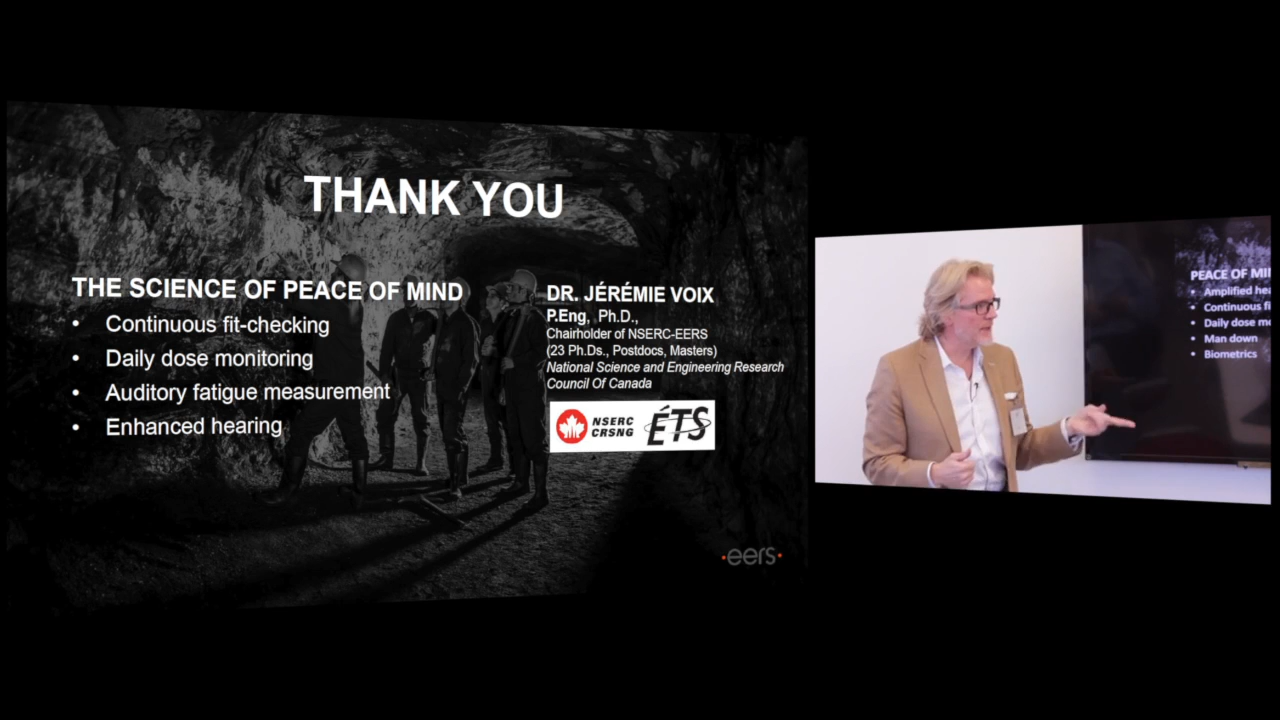 THANK YOU
THE SCIENCE OF PEACE OF MIND
• Continuous fit-checking
• Daily dose monitoring
• Auditory fatigue measurement
• Enhanced hearing
DR. JÉRÉMIE VOIX
P.Eng, Ph.D.,
Chairholder of NSERC-EERS
(23 Ph.Ds., Postdocs, Masters)
National Science and Engineering Research
Council Of Canada
NSERC
CRSNG
ÉTS
·eers·
PEACE OF MI
• Amplified hea
• Continuous fi
• Daily dose m
• Man down
• Biometrics